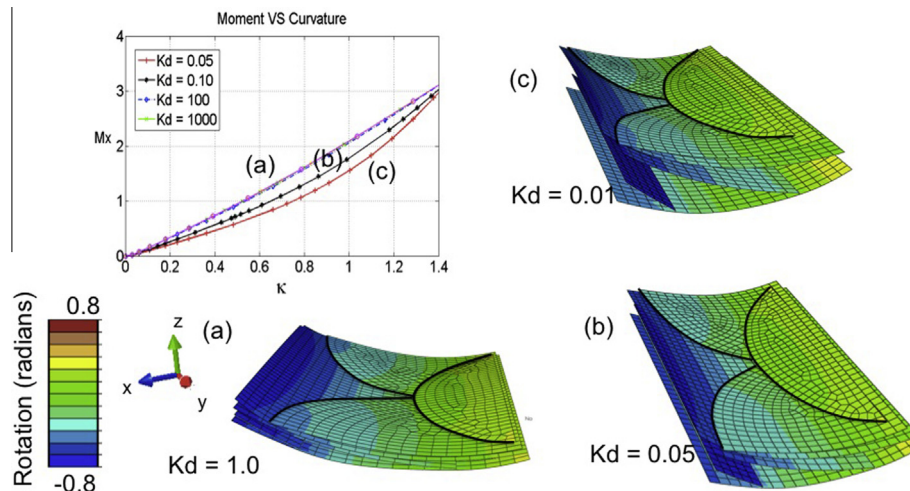 Moment VS Curvature
4
3
2
1
0
Mx
Kd = 0.05
Kd = 0.10
Kd = 100
Kd = 1000
(a)
(b)
(c)
0 0.2 0.4 0.6 0.8 1 1.2 1.4
κ
(c)
Kd = 0.01
Rotation (radians)
0.8
-0.8
z
x
y
(a)
Kd = 1.0
(b)
Kd = 0.05